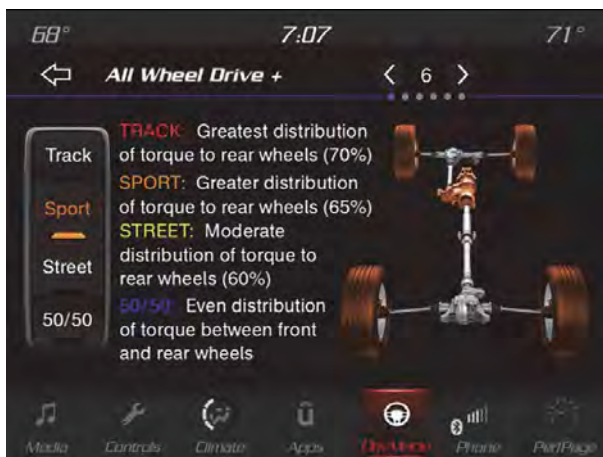 68°
7:07
71°
All Wheel Drive +
6
Track
Sport
Street
50/50
TRACK: Greatest distribution
of torque to rear wheels (70%)
SPORT: Greater distribution
of torque to rear wheels (65%)
STREET: Moderate
distribution of torque to
rear wheels (60%)
50/50: Even distribution
of torque between front
and rear wheels
Media
Controls
Climate
Apps
Phone